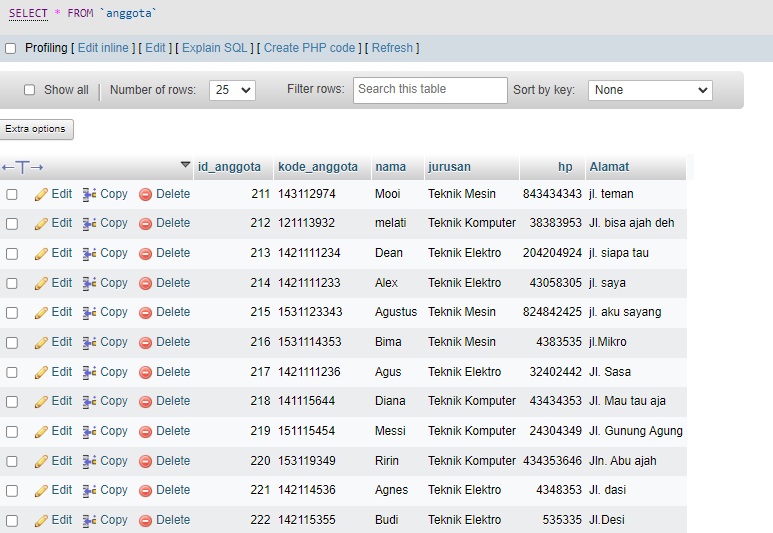 SELECT * FROM `anggota`
Profiling [ Edit inline ] [ Edit ] [ Explain SQL ] [ Create PHP code ] [ Refresh ]
Show all | Number of rows: 25 Filter rows: Search this table Sort by key: None
Extra options
←T→ id_anggota kode_anggota nama jurusan hp Alamat
Edit Copy Delete 211 143112974 Mooi Teknik Mesin 843434343 jl. teman
Edit Copy Delete 212 121113932 melati Teknik Komputer 38383953 Jl. bisa ajah deh
Edit Copy Delete 213 1421111234 Dean Teknik Elektro 204204924 jl. siapa tau
Edit Copy Delete 214 1421111233 Alex Teknik Elektro 43058305 jl. saya
Edit Copy Delete 215 1531123343 Agustus Teknik Mesin 824842425 jl. aku sayang
Edit Copy Delete 216 1531114353 Bima Teknik Mesin 4383535 jl.Mikro
Edit Copy Delete 217 1421111236 Agus Teknik Elektro 32402442 Jl. Sasa
Edit Copy Delete 218 141115644 Diana Teknik Komputer 43434353 Jl. Mau tau aja
Edit Copy Delete 219 151115454 Messi Teknik Komputer 24304349 Jl. Gunung Agung
Edit Copy Delete 220 153119349 Ririn Teknik Komputer 434353646 Jln. Abu ajah
Edit Copy Delete 221 142114536 Agnes Teknik Elektro 4348353 Jl. dasi
Edit Copy Delete 222 142115355 Budi Teknik Elektro 535335 Jl.Desi